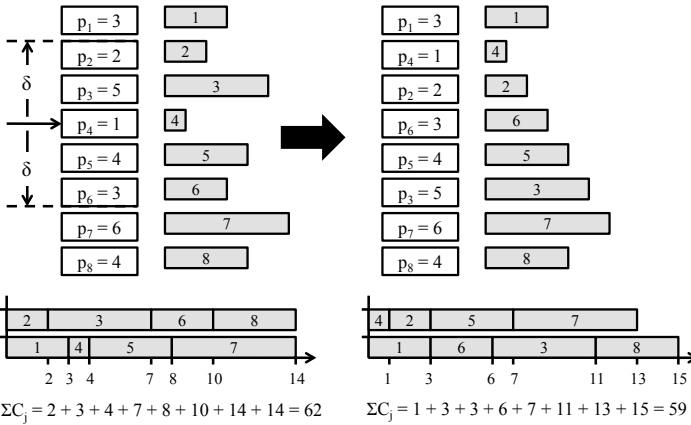 p₁ = 3 1
p₂ = 2 2
p₃ = 5 3
p₄ = 1 4
p₅ = 4 5
p₆ = 3 6
p₇ = 6 7
p₈ = 4 8
δ
δ
p₁ = 3 1
p₄ = 1 4
p₂ = 2 2
p₆ = 3 6
p₅ = 4 5
p₃ = 5 3
p₇ = 6 7
p₈ = 4 8
2 3 6 8
1 4 5 7
2 3 4 7 8 10 14
ΣCⱼ = 2 + 3 + 4 + 7 + 8 + 10 + 14 + 14 = 62
4 2 5 7
1 6 3 8
1 3 6 7 11 13 15
ΣCⱼ = 1 + 3 + 3 + 6 + 7 + 11 + 13 + 15 = 59